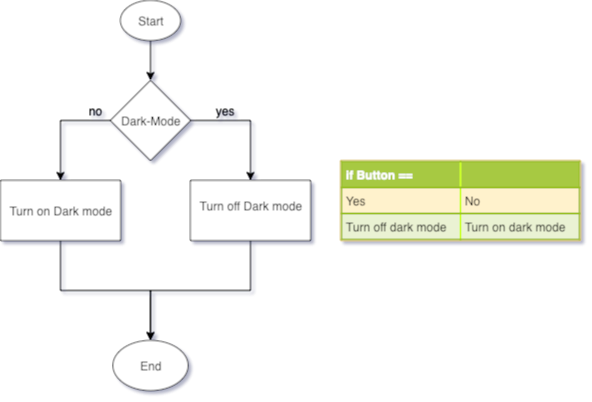 Start
Dark-Mode
no
yes
Turn on Dark mode
Turn off Dark mode
End
If Button ==
Yes No
Turn off dark mode Turn on dark mode